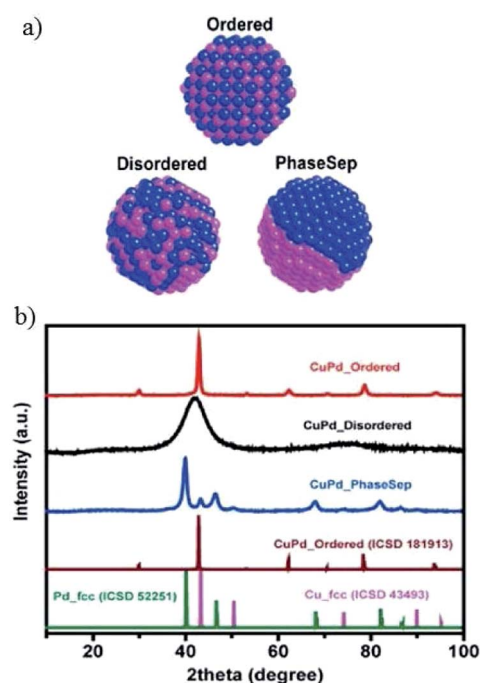 a)
Ordered
Disordered
PhaseSep
b)
CuPd_Ordered
CuPd_Disordered
CuPd_PhaseSep
CuPd_Ordered (ICSD 181913)
Pd_fcc (ICSD 52251)
Cu_fcc (ICSD 43493)
Intensity (a.u.)
20 40 60 80 100
2theta (degree)